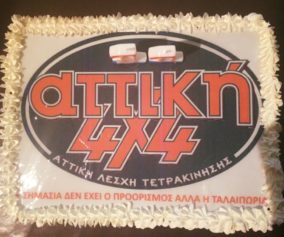 αττική
4X4
ΑΤΤΙΚΗ ΛΕΣΧΗ ΤΕΤΡΑΚΙΝΗΣΗΣ
ΣΗΜΑΣΙΑ ΔΕΝ ΕΧΕΙ Ο ΠΡΟΟΡΙΣΜΟΣ ΑΛΛΑ Η ΤΑΛΑΙΠΩΡΙΑ